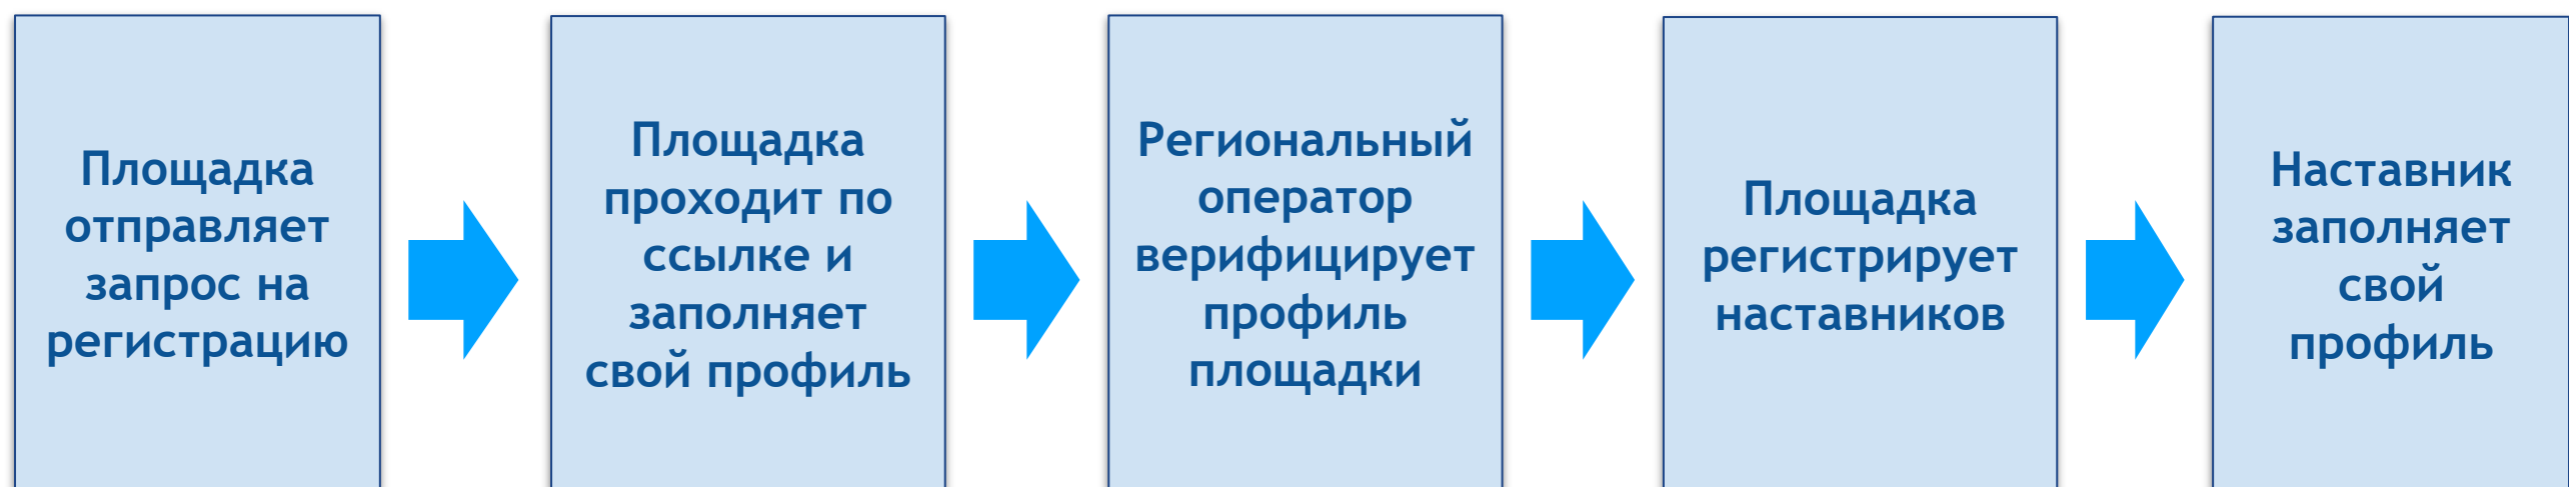 Площадка
отправляет
запрос на
регистрацию
Площадка
проходит по
ссылке и
заполняет
свой профиль
Региональный
оператор
верифицирует
профиль
площадки
Площадка
регистрирует
наставников
Наставник
заполняет
свой
профиль